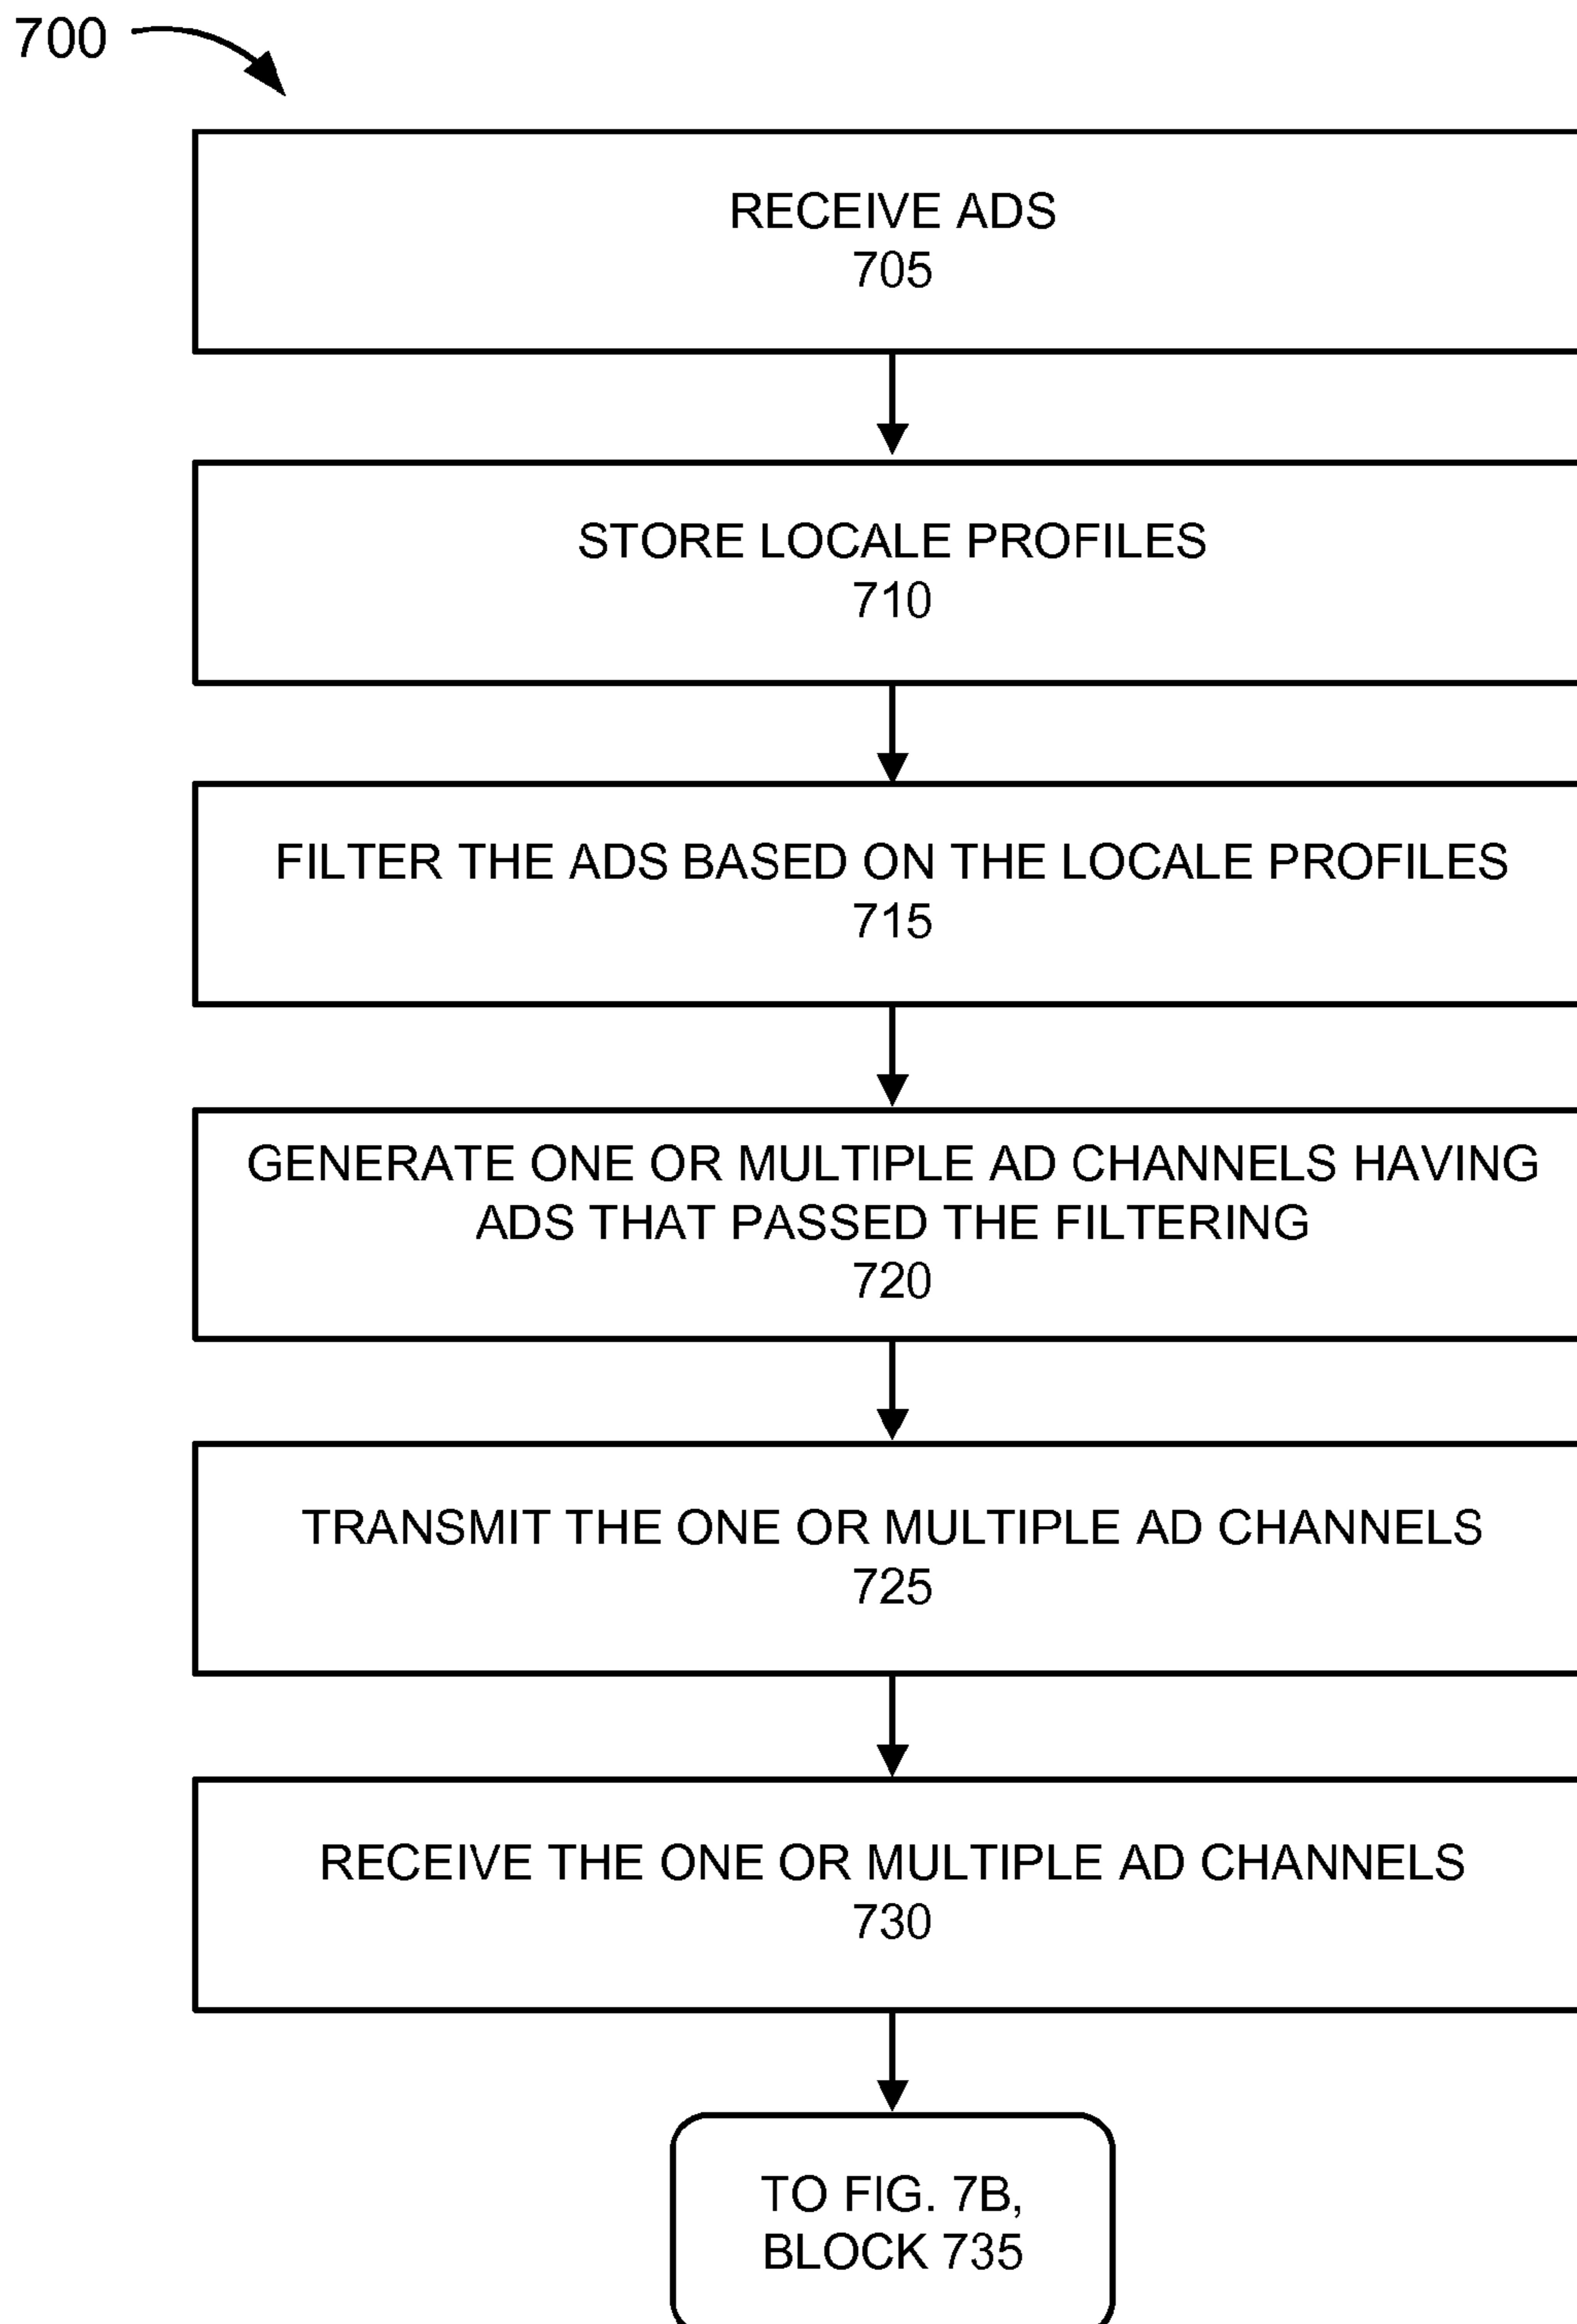 700
RECEIVE ADS
705
STORE LOCALE PROFILES
710
FILTER THE ADS BASED ON THE LOCALE PROFILES
715
GENERATE ONE OR MULTIPLE AD CHANNELS HAVING
ADS THAT PASSED THE FILTERING
720
TRANSMIT THE ONE OR MULTIPLE AD CHANNELS
725
RECEIVE THE ONE OR MULTIPLE AD CHANNELS
730
TO FIG. 7B,
BLOCK 735